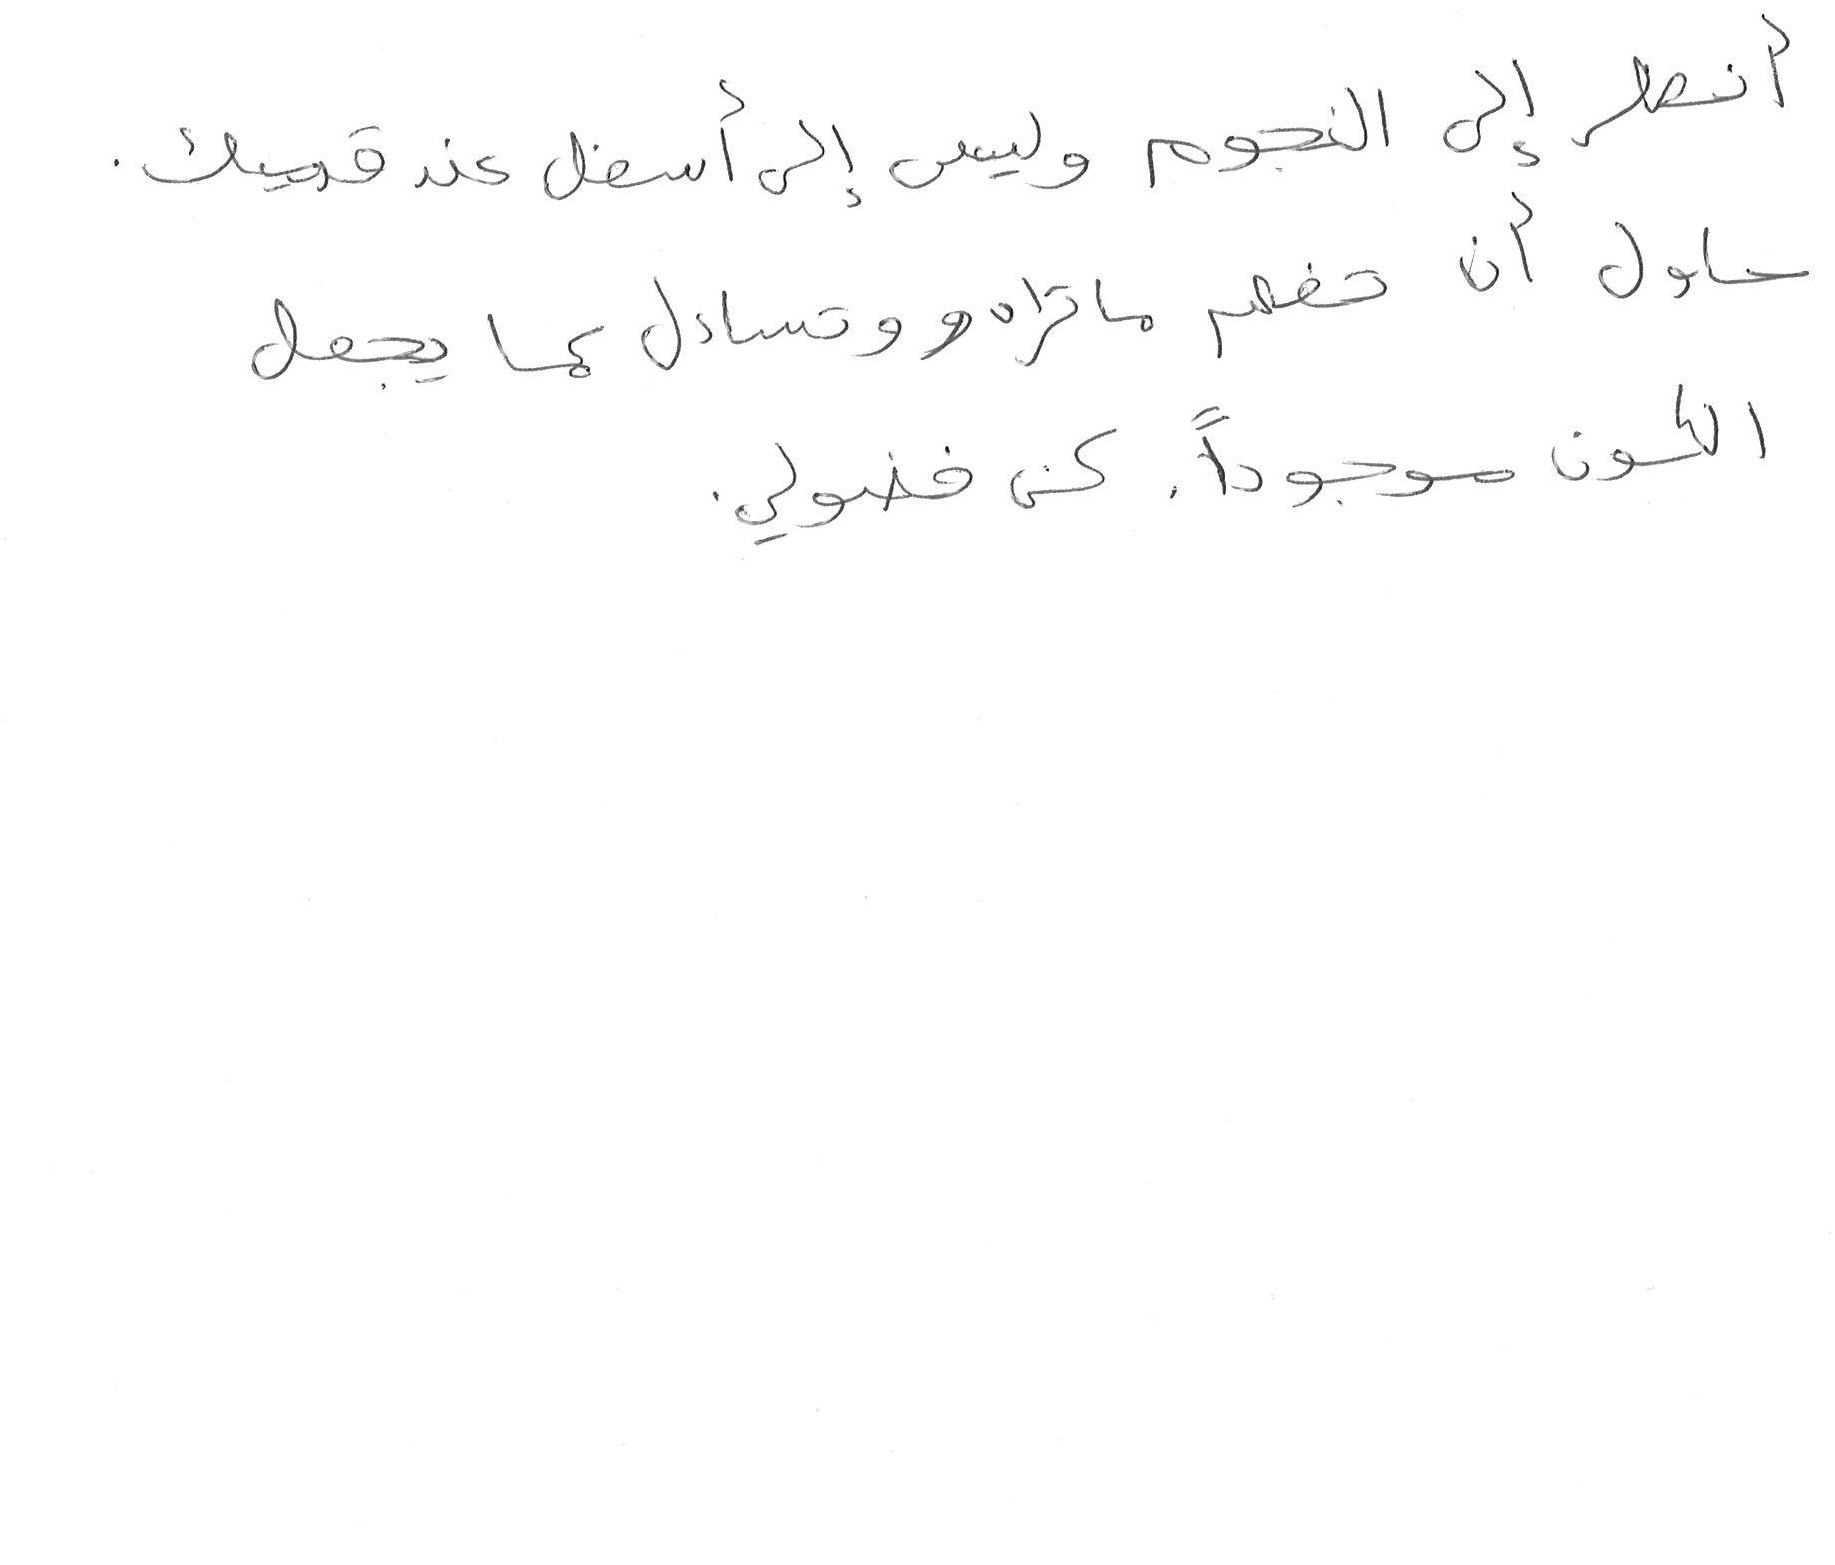 أنظر إلى النجوم وليس إلى أسفل عند قدميك.
حاول أن تفهم ما تراه وتساءل بما يجعل
الكون موجوداً. كن فضولي.